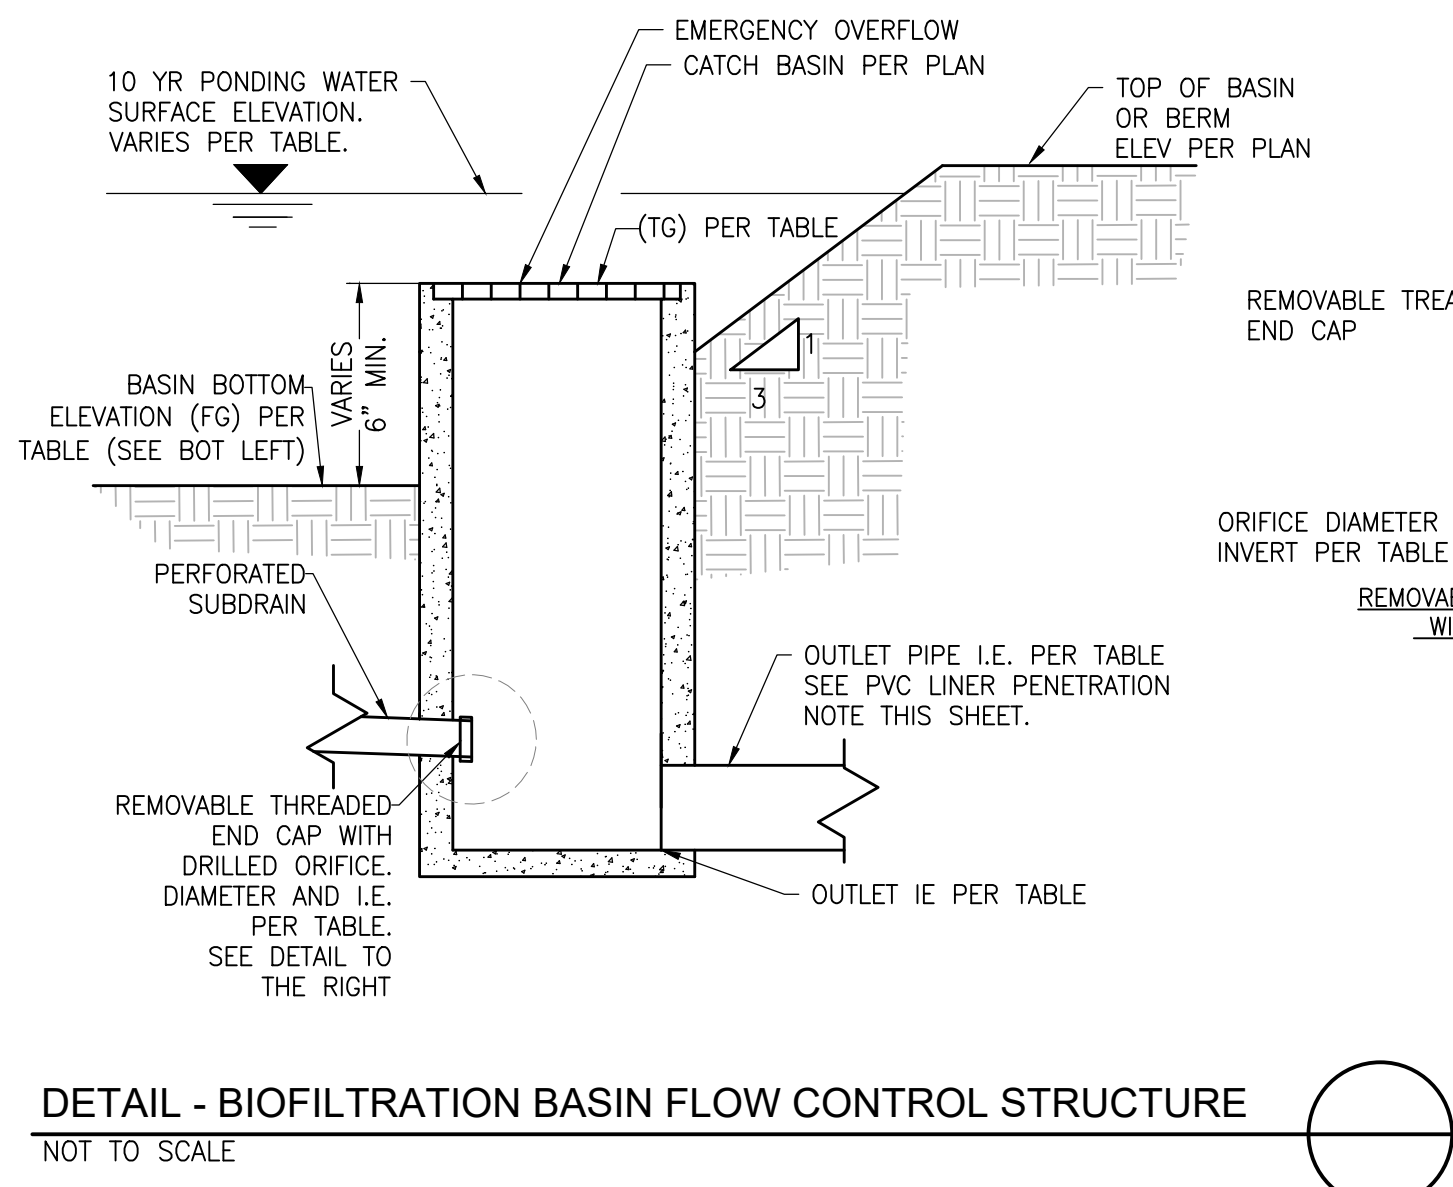 EMERGENCY OVERFLOW
CATCH BASIN PER PLAN
10 YR PONDING WATER
SURFACE ELEVATION.
VARIES PER TABLE.
TOP OF BASIN
OR BERM
ELEV PER PLAN
(TG) PER TABLE
REMOVABLE
END CAP
1
3
VARIES
6” MIN.
BASIN BOTTOM
ELEVATION (FG) PER
TABLE (SEE BOT LEFT)
ORIFICE DIAMETER
INVERT PER TABLE
PERFORATED
SUBDRAIN
OUTLET PIPE I.E. PER TABLE
SEE PVC LINER PENETRATION
NOTE THIS SHEET.
REMOVABLE THREADED
END CAP WITH
DRILLED ORIFICE.
DIAMETER AND I.E.
PER TABLE.
SEE DETAIL TO
THE RIGHT
OUTLET IE PER TABLE
DETAIL - BIOFILTRATION BASIN FLOW CONTROL STRUCTURE
NOT TO SCALE